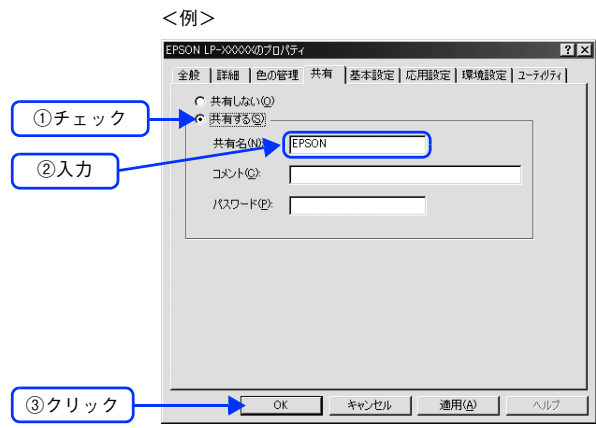 ＜例＞
EPSON LP-XXXXXのプロパティ
全般 詳細 色の管理 共有 基本設定 応用設定 環境設定 ユーティリティ
共有しない(O)
①チェック
共有する(S)
共有名(N): EPSON
②入力
コメント(C):
パスワード(P):
③クリック
OK キャンセル 適用(A) ヘルプ